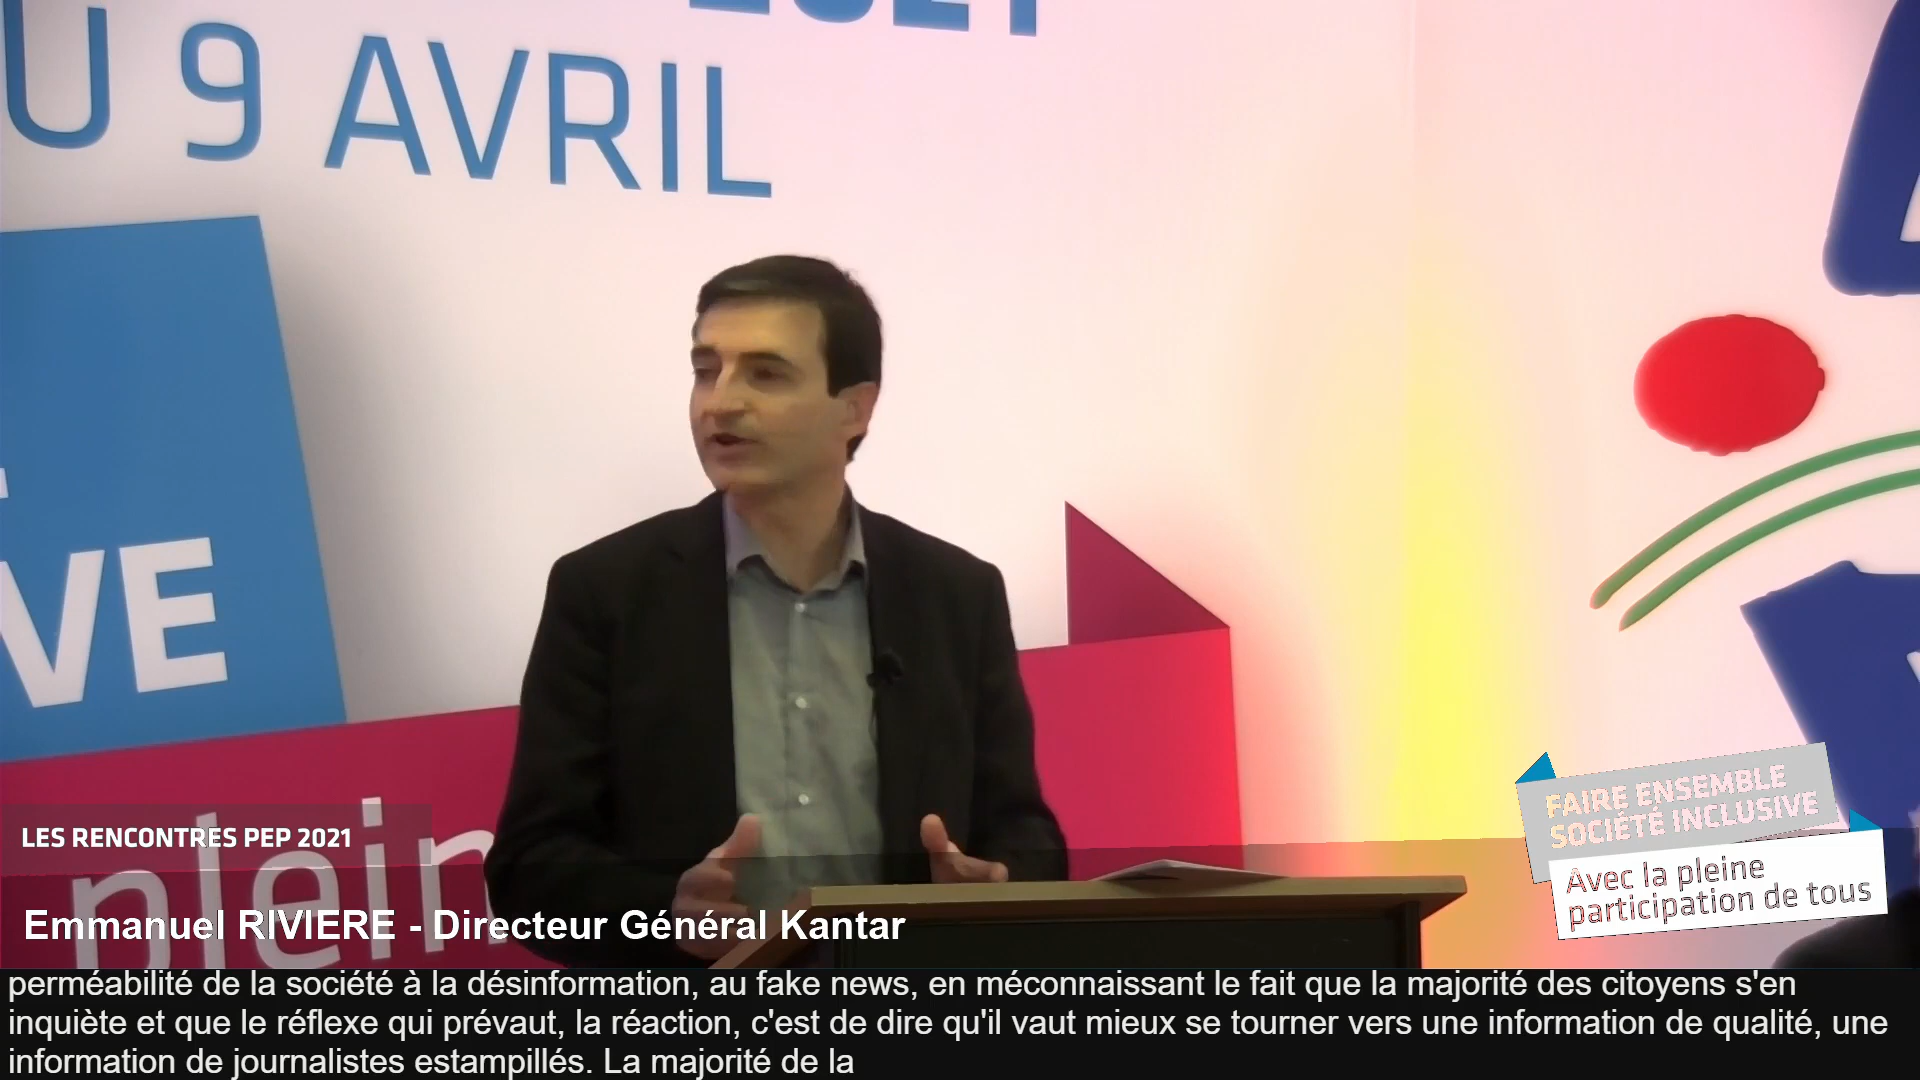 U 9 AVRIL
VE
plein
LES RENCONTRES PEP 2021
Emmanuel RIVIERE - Directeur Général Kantar
FAIRE ENSEMBLE
SOCIÉTÉ INCLUSIVE
Avec la pleine
participation de tous
perméabilité de la société à la désinformation, au fake news, en méconnaissant le fait que la majorité des citoyens s'en
inquiète et que le réflexe qui prévaut, la réaction, c'est de dire qu'il vaut mieux se tourner vers une information de qualité, une
information de journalistes estampillés. La majorité de la